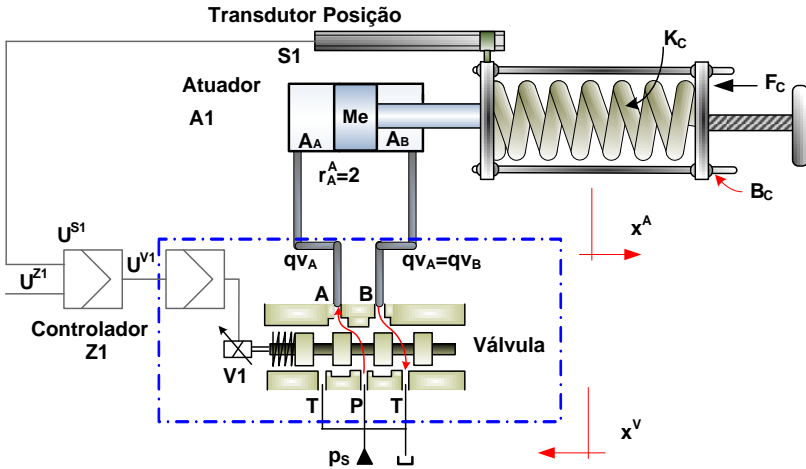 Transdutor Posição
S1
K_C
Atuador
A1
F_C
Me
A_A
A_B
r_A^A=2
B_C
x^A
U^S1
U^Z1
U^V1
qv_A
qv_A=qv_B
A
B
Controlador
Z1
Válvula
V1
T
P
T
x^V
p_S